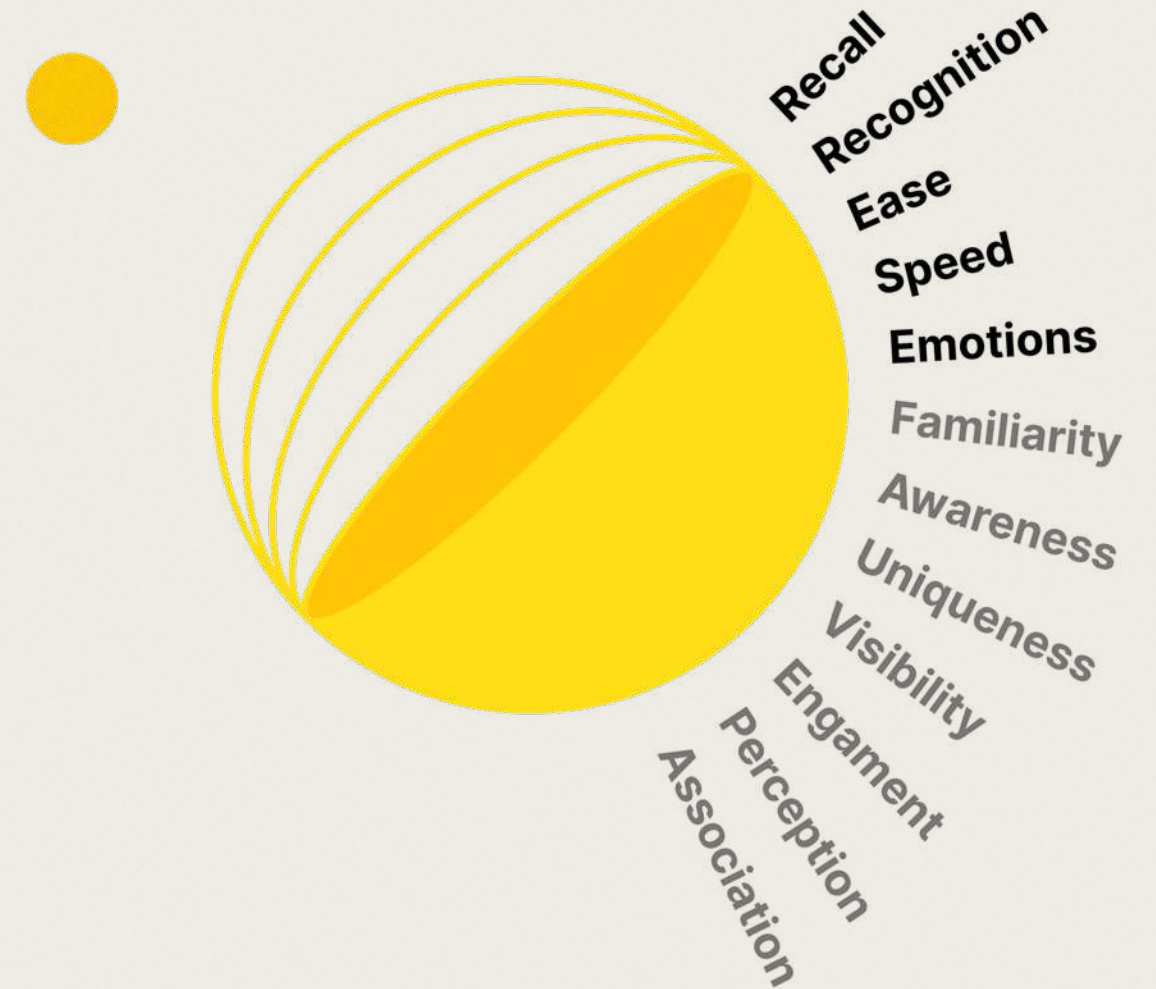 Recall
Recognition
Ease
Speed
Emotions
Familiarity
Awareness
Uniqueness
Visibility
Engament
Perception
Association